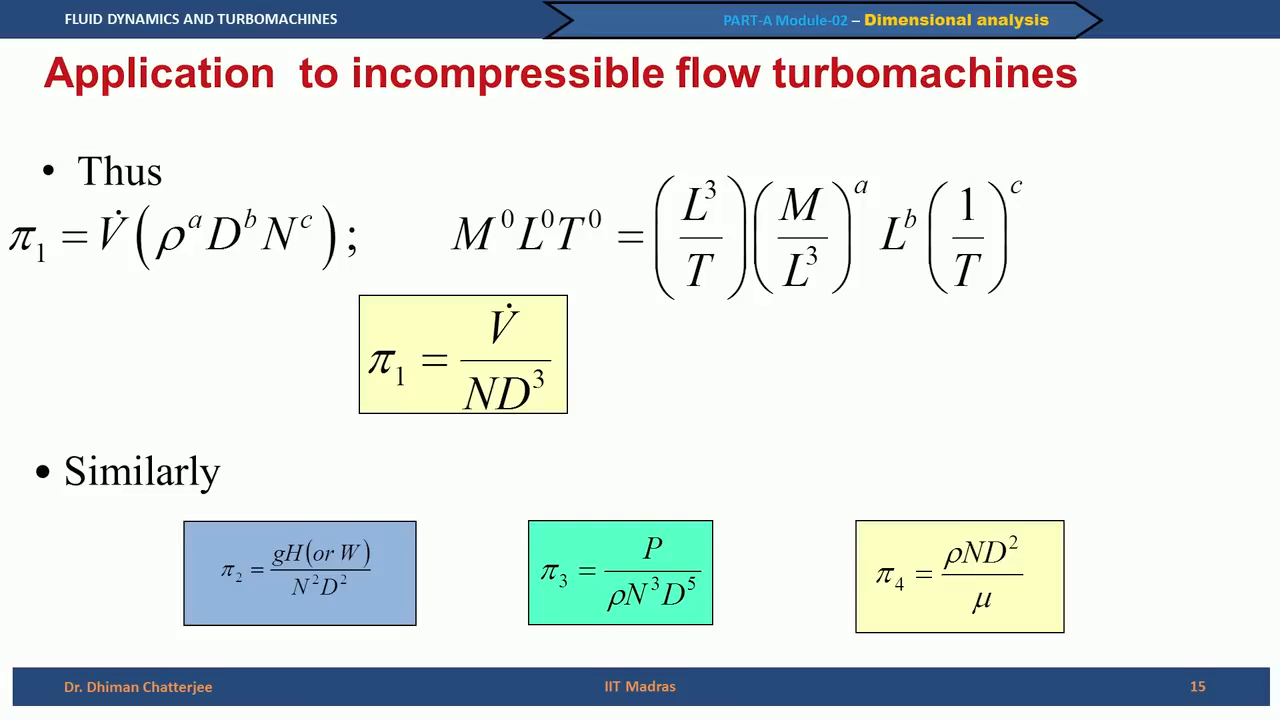 FLUID DYNAMICS AND TURBOMACHINES
PART-A Module-02 – Dimensional analysis
Application to incompressible flow turbomachines
• Thus
π₁ = V̇ (ρᵃ Dᵇ Nᶜ) ; M⁰L⁰T⁰ = (L³/T) (M/L³)ᵃ Lᵇ (1/T)ᶜ
π₁ = V̇/ND³
• Similarly
π₂ = gH(or W)/N²D²
π₃ = P/ρN³D⁵
π₄ = ρND²/μ
Dr. Dhiman Chatterjee
IIT Madras
15